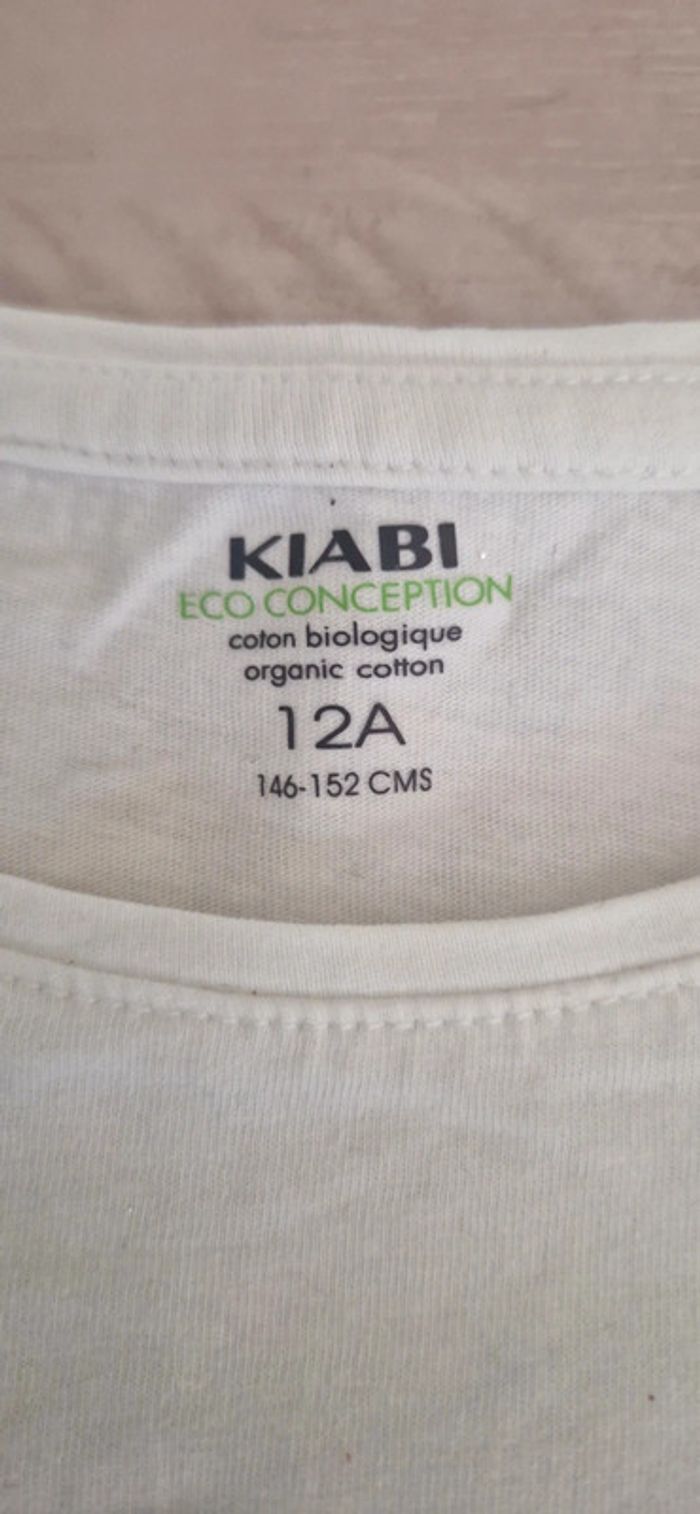 KIABI
ECO CONCEPTION
coton biologique
organic cotton
12A
146-152 CMS